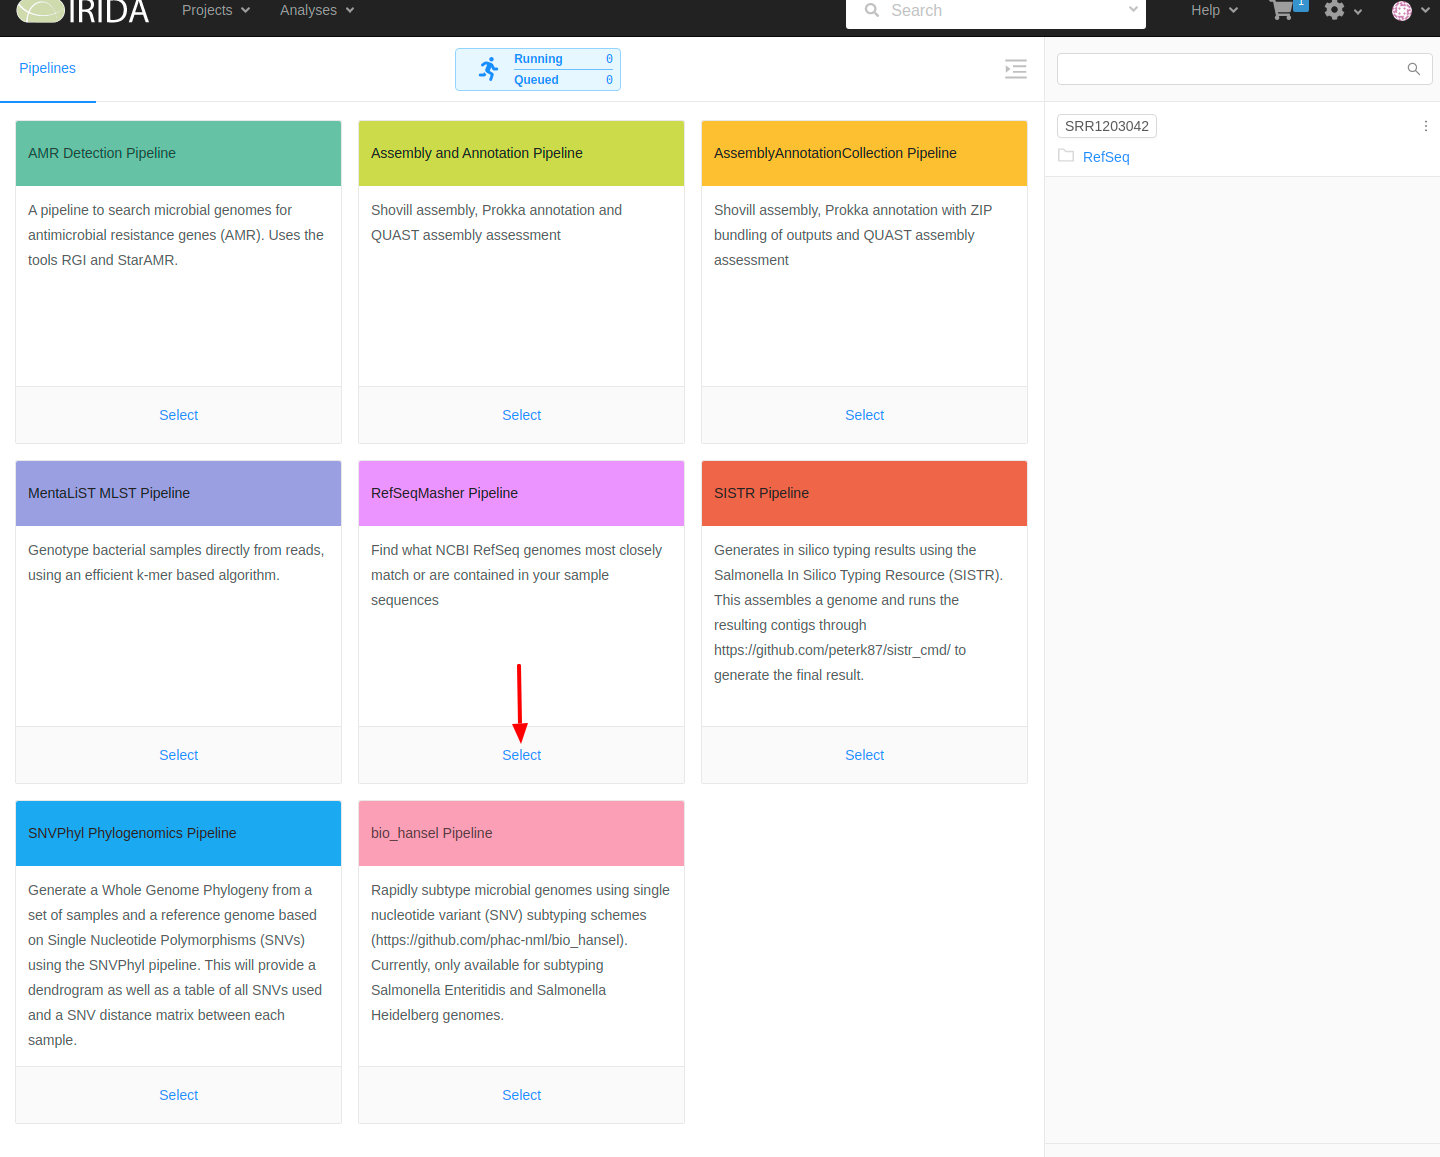 IRIDA
Projects
Analyses
Search
Help
1
Pipelines
Running 0
Queued 0
SRR1203042
RefSeq
AMR Detection Pipeline
A pipeline to search microbial genomes for
antimicrobial resistance genes (AMR). Uses the
tools RGI and StarAMR.
Select
Assembly and Annotation Pipeline
Shovill assembly, Prokka annotation and
QUAST assembly assessment
Select
AssemblyAnnotationCollection Pipeline
Shovill assembly, Prokka annotation with ZIP
bundling of outputs and QUAST assembly
assessment
Select
MentaLiST MLST Pipeline
Genotype bacterial samples directly from reads,
using an efficient k-mer based algorithm.
Select
RefSeqMasher Pipeline
Find what NCBI RefSeq genomes most closely
match or are contained in your sample
sequences
Select
SISTR Pipeline
Generates in silico typing results using the
Salmonella In Silico Typing Resource (SISTR).
This assembles a genome and runs the
resulting contigs through
https://github.com/peterk87/sistr_cmd/ to
generate the final result.
Select
SNVPhyl Phylogenomics Pipeline
Generate a Whole Genome Phylogeny from a
set of samples and a reference genome based
on Single Nucleotide Polymorphisms (SNVs)
using the SNVPhyl pipeline. This will provide a
dendrogram as well as a table of all SNVs used
and a SNV distance matrix between each
sample.
Select
bio_hansel Pipeline
Rapidly subtype microbial genomes using single
nucleotide variant (SNV) subtyping schemes
(https://github.com/phac-nml/bio_hansel).
Currently, only available for subtyping
Salmonella Enteritidis and Salmonella
Heidelberg genomes.
Select